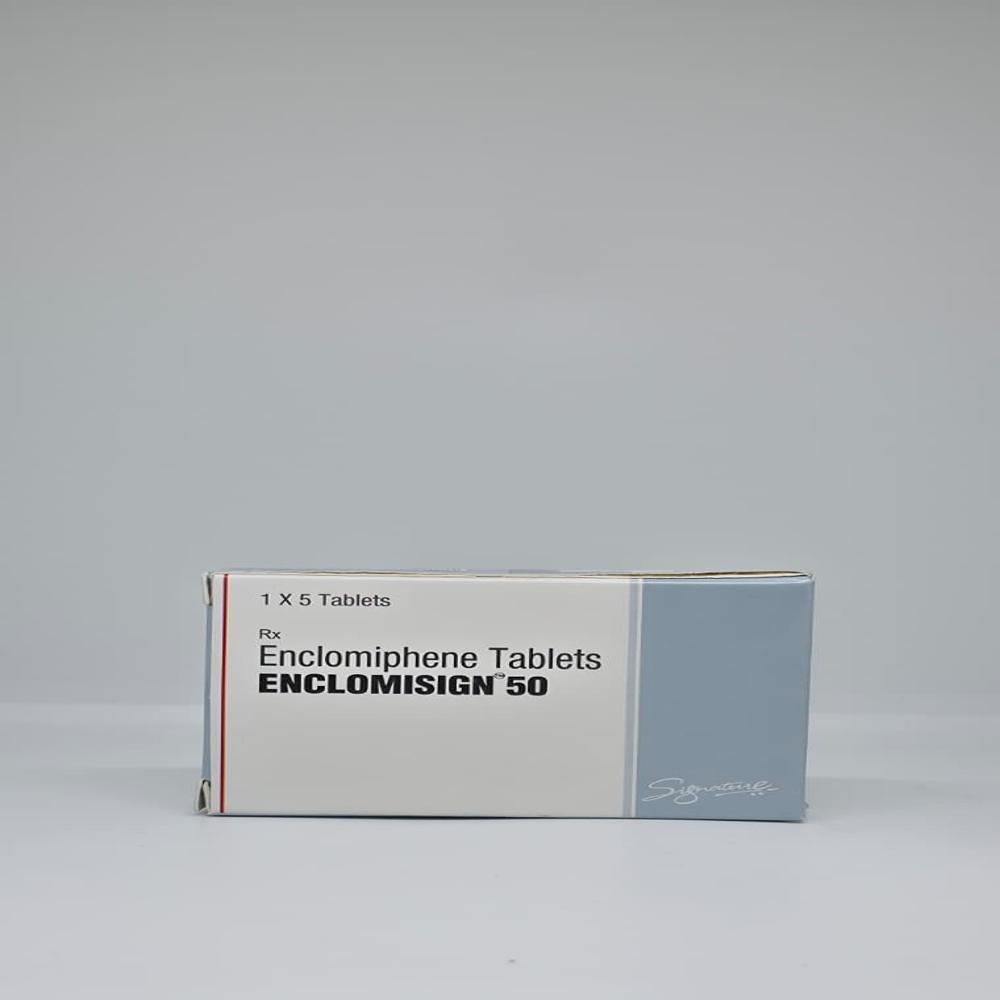 1 X 5 Tablets
Rx
Enclomiphene Tablets
ENCLOMISIGN 50
Signature